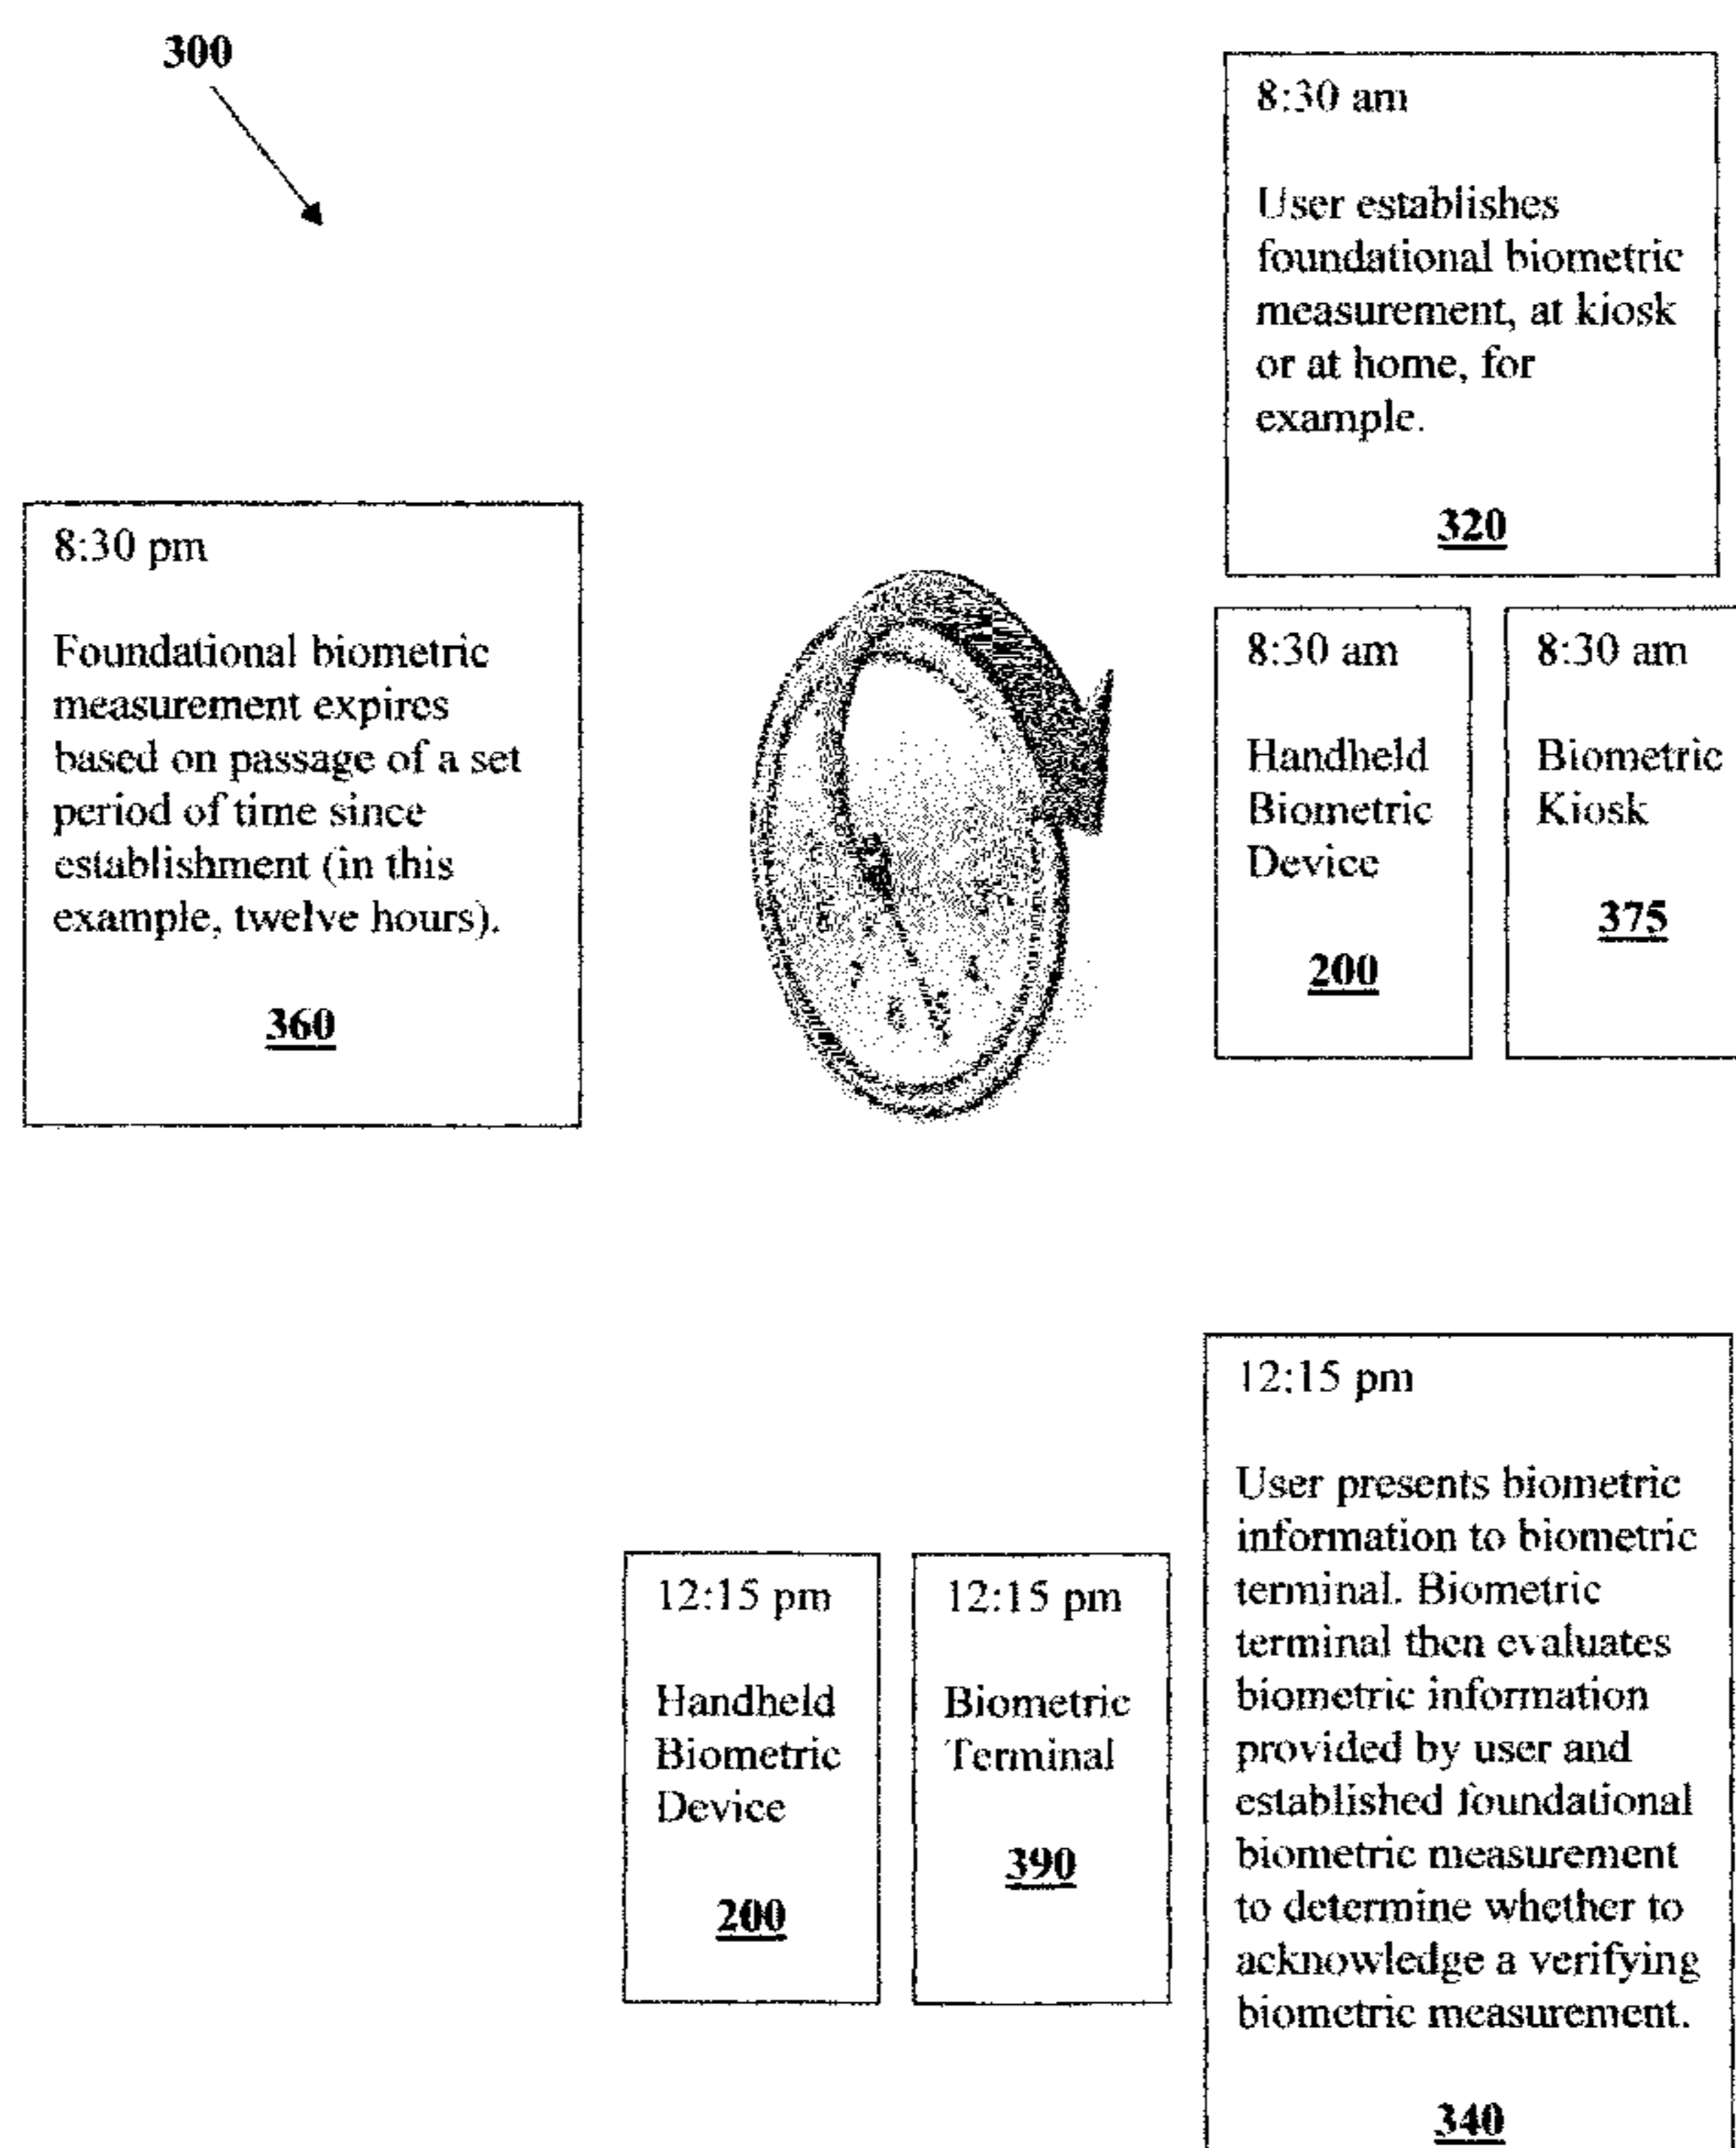 300
8:30 am
User establishes
foundational biometric
measurement, at kiosk
or at home, for
example.
320
8:30 pm
Foundational biometric
measurement expires
based on passage of a set
period of time since
establishment (in this
example, twelve hours).
360
8:30 am
Handheld
Biometric
Device
200
8:30 am
Biometric
Kiosk
375
12:15 pm
Handheld
Biometric
Device
200
12:15 pm
Biometric
Terminal
390
12:15 pm
User presents biometric
information to biometric
terminal. Biometric
terminal then evaluates
biometric information
provided by user and
established foundational
biometric measurement
to determine whether to
acknowledge a verifying
biometric measurement.
340